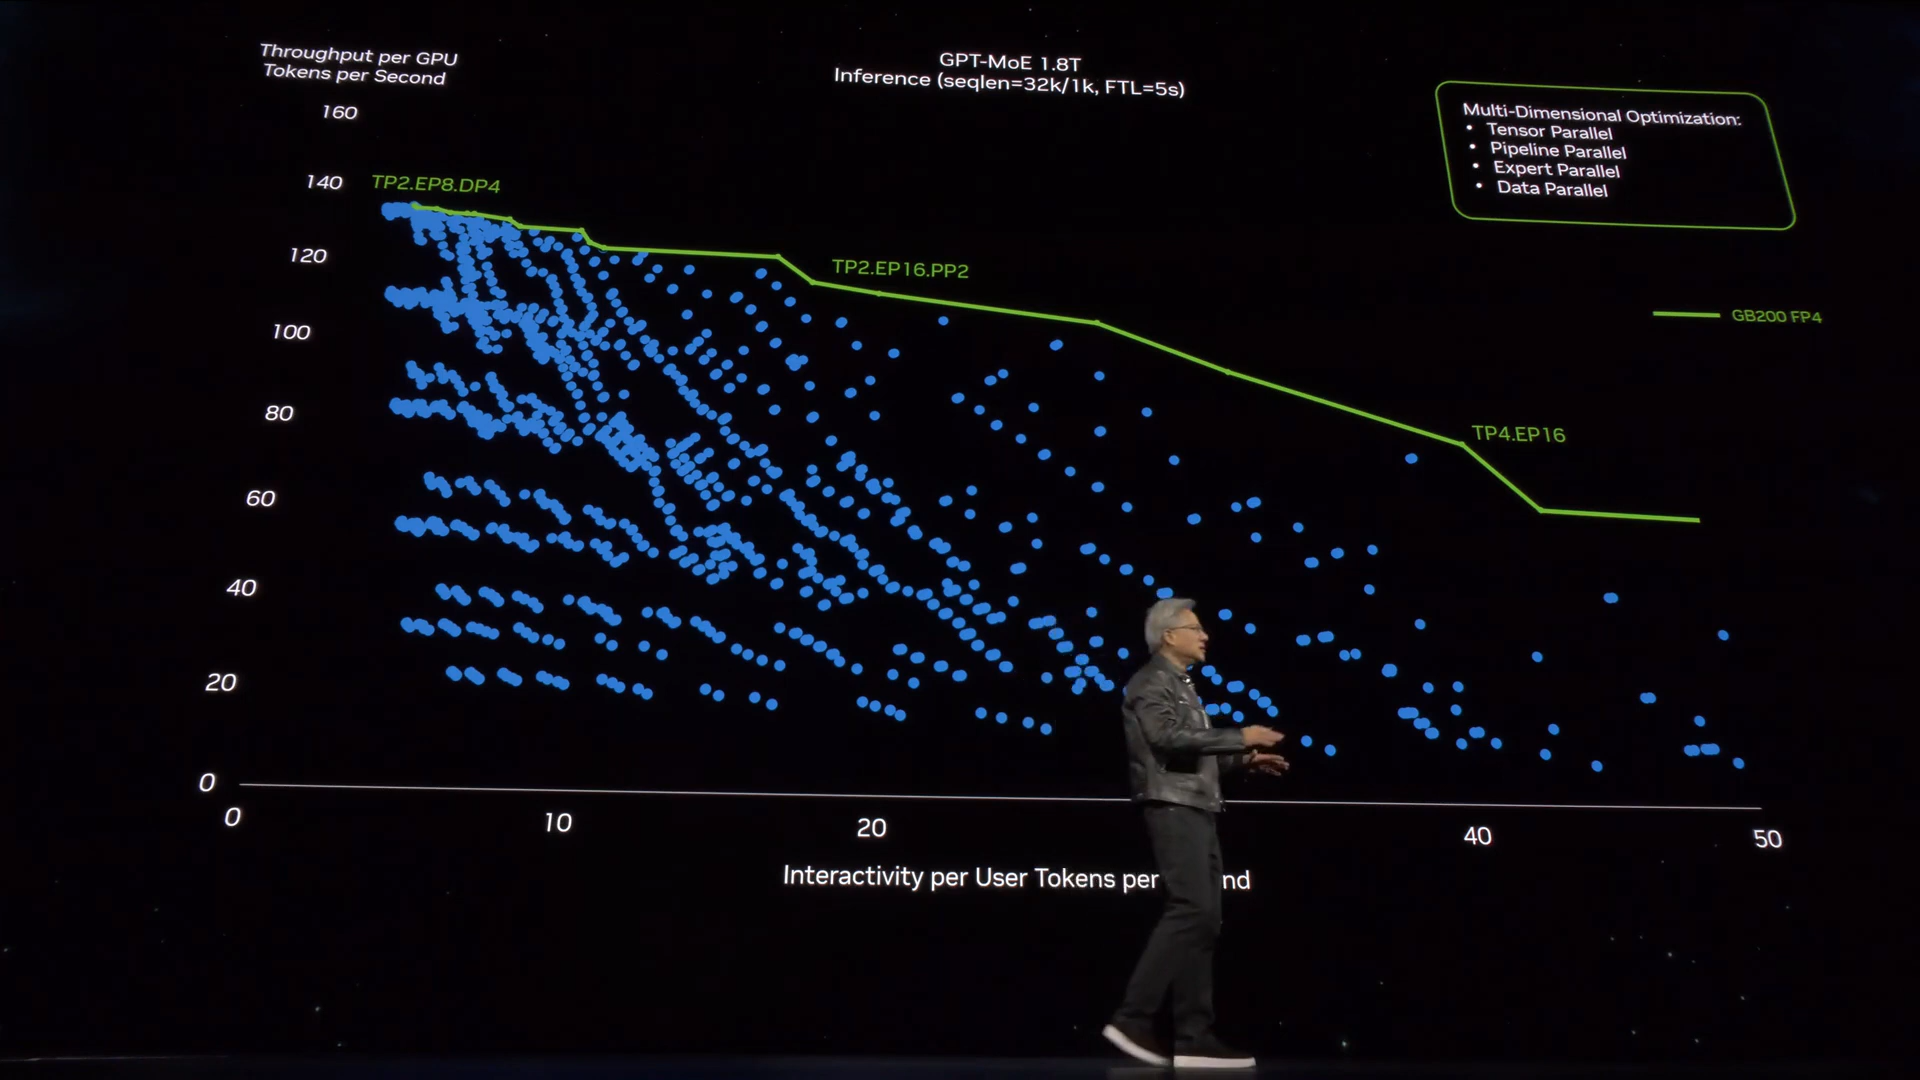 Throughput per GPU
Tokens per Second
GPT-MoE 1.8T
Inference (seqlen=32k/1k, FTL=5s)
Multi-Dimensional Optimization:
• Tensor Parallel
• Pipeline Parallel
• Expert Parallel
• Data Parallel
160
140
TP2.EP8.DP4
120
TP2.EP16.PP2
100
GB200 FP4
80
TP4.EP16
60
40
20
0
0 10 20 40 50
Interactivity per User Tokens per nd